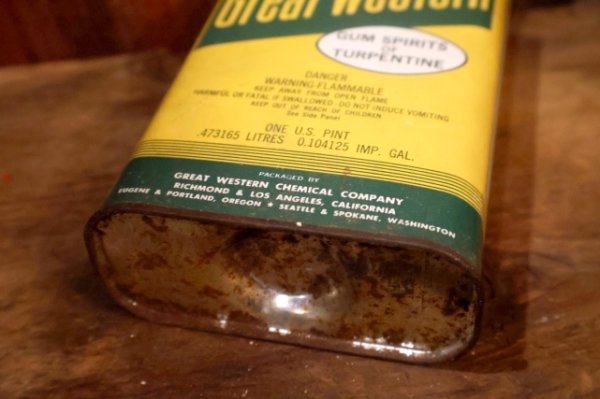 Great Western
GUM SPIRITS
OF
TURPENTINE
DANGER
WARNING-FLAMMABLE
KEEP AWAY FROM OPEN FLAME
HARMFUL OR FATAL IF SWALLOWED DO NOT INDUCE VOMITING
KEEP OUT OF REACH OF CHILDREN
See Side Panel
ONE U.S. PINT
.473165 LITRES 0.104125 IMP. GAL.
PACKAGED BY
GREAT WESTERN CHEMICAL COMPANY
RICHMOND & LOS ANGELES, CALIFORNIA
EUGENE & PORTLAND, OREGON ★ SEATTLE & SPOKANE, WASHINGTON